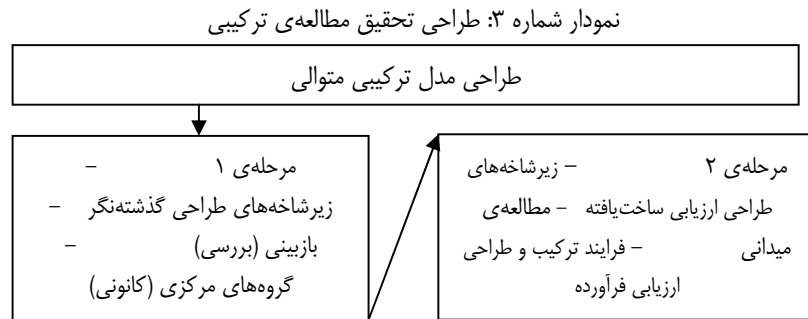 نمودار شماره ۳: طراحی تحقیق مطالعه‌ی ترکیبی
طراحی مدل ترکیبی متوالی
مرحله‌ی ۱ –
زیرشاخه‌های طراحی گذشته‌نگر –
بازبینی (بررسی) –
گروه‌های مرکزی (کانونی)
مرحله‌ی ۲ – زیرشاخه‌های
طراحی ارزیابی ساخت‌یافته – مطالعه‌ی
میدانی – فرایند ترکیب و طراحی
ارزیابی فرآورده